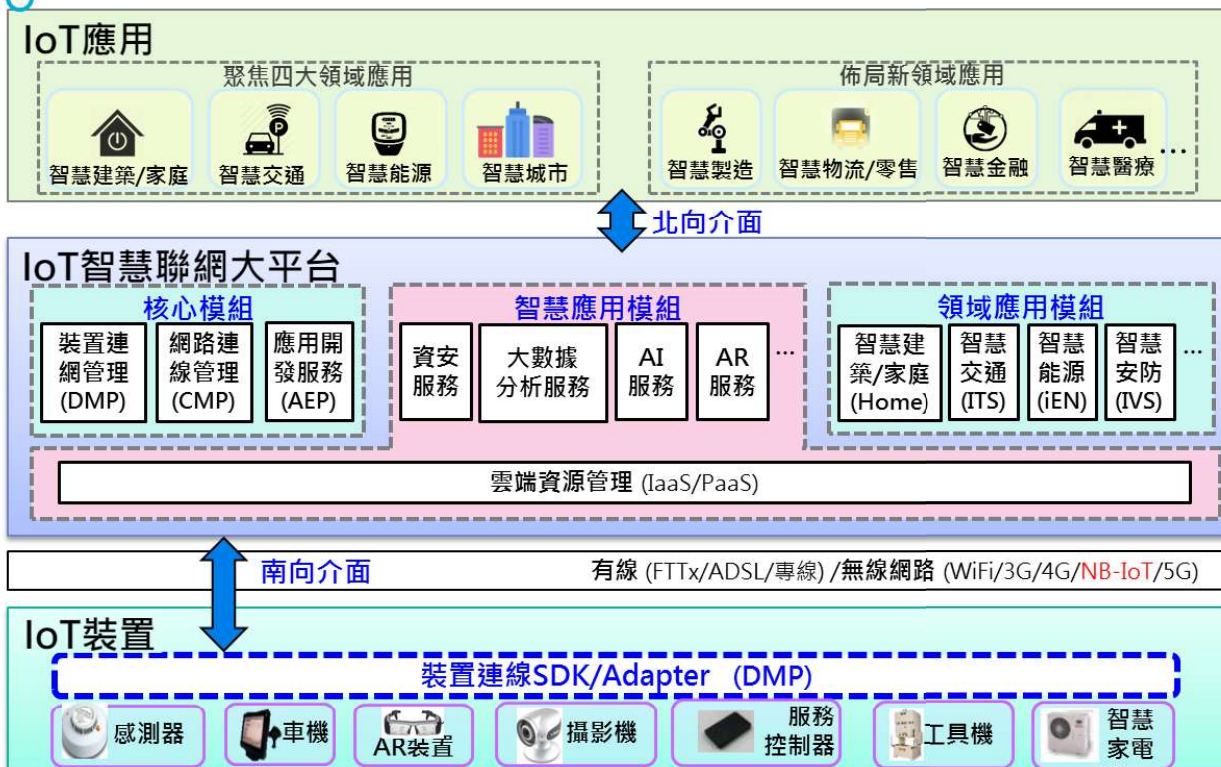 IoT應用
聚焦四大領域應用
佈局新領域應用
智慧建築/家庭
智慧交通
智慧能源
智慧城市
智慧製造
智慧物流/零售
智慧金融
智慧醫療
...
北向介面
IoT智慧聯網大平台
核心模組
裝置連
網管理
(DMP)
網路連
線管理
(CMP)
應用開
發服務
(AEP)
智慧應用模組
資安
服務
大數據
分析服務
AI
服務
AR
服務
...
領域應用模組
智慧建
築/家庭
(Home)
智慧
交通
(ITS)
智慧
能源
(iEN)
智慧
安防
(IVS)
...
雲端資源管理 (IaaS/PaaS)
南向介面
有線 (FTTx/ADSL/專線) /無線網路 (WiFi/3G/4G/NB-IoT/5G)
IoT裝置
裝置連線SDK/Adapter (DMP)
感測器
車機
AR裝置
攝影機
服務
控制器
工具機
智慧
家電